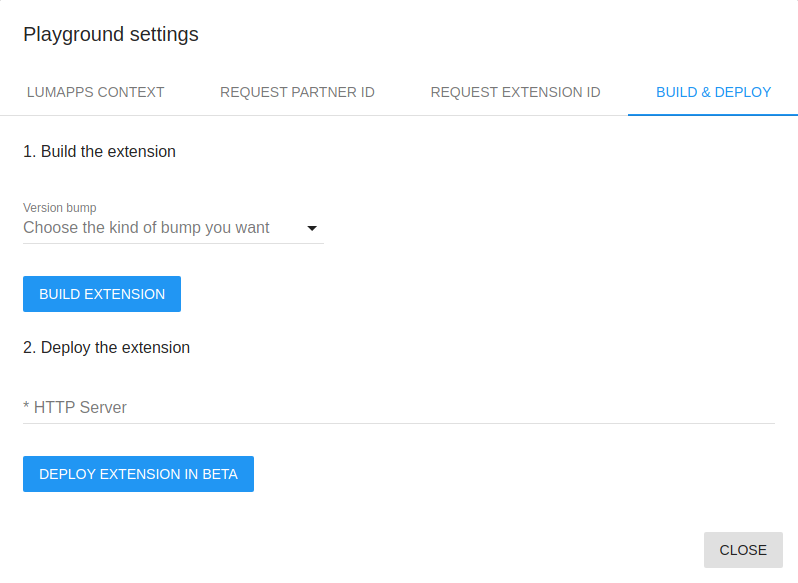 Playground settings
LUMAPPS CONTEXT REQUEST PARTNER ID REQUEST EXTENSION ID BUILD & DEPLOY
1. Build the extension
Version bump
Choose the kind of bump you want
BUILD EXTENSION
2. Deploy the extension
* HTTP Server
DEPLOY EXTENSION IN BETA
CLOSE